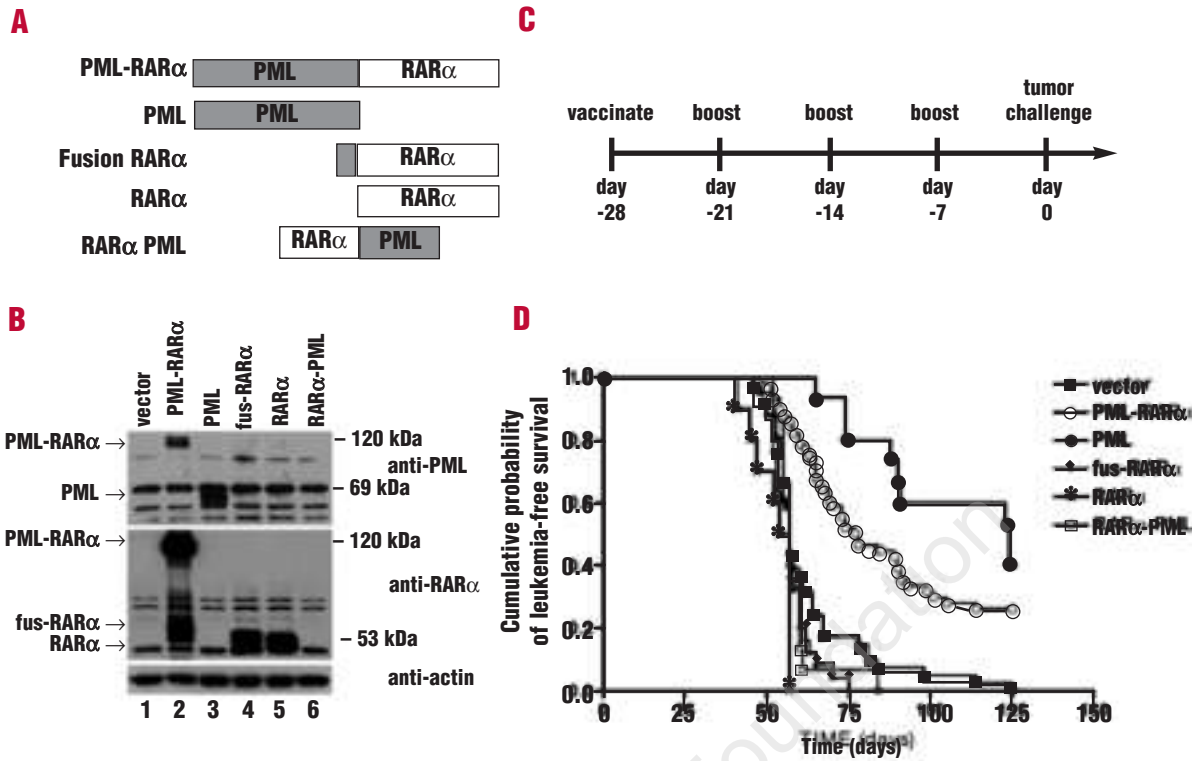 A
PML-RARα
PML
RARα
PML
PML
Fusion RARα
RARα
RARα
RARα
RARα PML
RARα
PML
B
vector
PML-RARα
PML
fus-RARα
RARα
RARα-PML
PML-RARα →
– 120 kDa
anti-PML
PML →
– 69 kDa
PML-RARα →
– 120 kDa
anti-RARα
fus-RARα →
RARα →
– 53 kDa
anti-actin
1 2 3 4 5 6
C
vaccinate boost boost boost tumor challenge
day -28
day -21
day -14
day -7
day 0
D
Cumulative probability
of leukemia-free survival
1.0
0.8
0.6
0.4
0.2
0.0
0 25 50 75 100 125 150
TIME (days)
Time (days)
vector
PML-RARα
PML
fus-RARα
RARα
RARα-PML